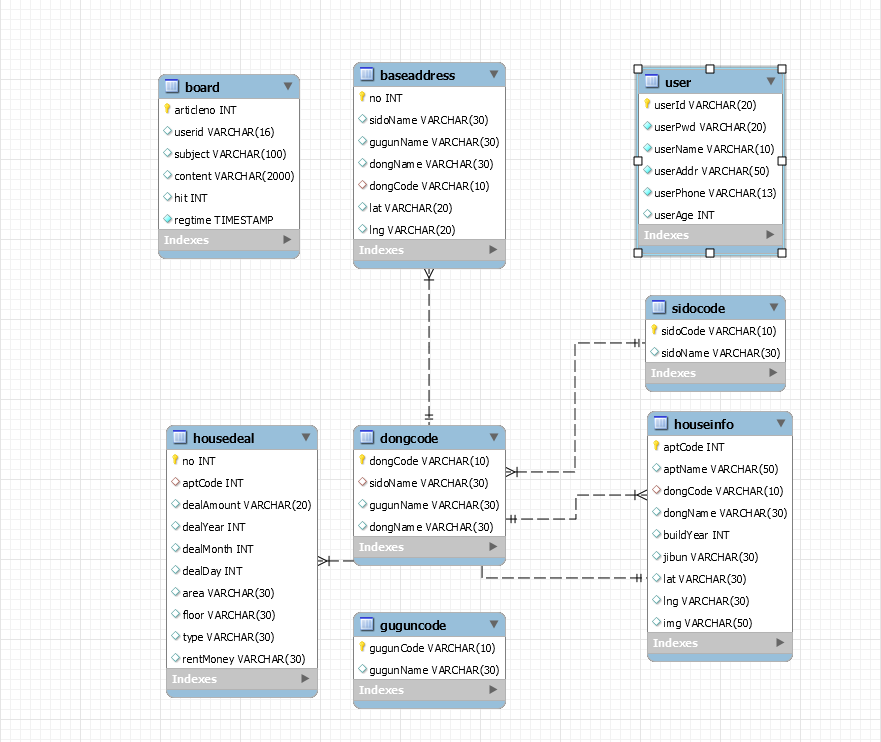 board
articleno INT
userid VARCHAR(16)
subject VARCHAR(100)
content VARCHAR(2000)
hit INT
regtime TIMESTAMP
Indexes
baseaddress
no INT
sidoName VARCHAR(30)
gugunName VARCHAR(30)
dongName VARCHAR(30)
dongCode VARCHAR(10)
lat VARCHAR(20)
lng VARCHAR(20)
Indexes
user
userId VARCHAR(20)
userPwd VARCHAR(20)
userName VARCHAR(10)
userAddr VARCHAR(50)
userPhone VARCHAR(13)
userAge INT
Indexes
sidocode
sidoCode VARCHAR(10)
sidoName VARCHAR(30)
Indexes
housedeal
no INT
aptCode INT
dealAmount VARCHAR(20)
dealYear INT
dealMonth INT
dealDay INT
area VARCHAR(30)
floor VARCHAR(30)
type VARCHAR(30)
rentMoney VARCHAR(30)
Indexes
dongcode
dongCode VARCHAR(10)
sidoName VARCHAR(30)
gugunName VARCHAR(30)
dongName VARCHAR(30)
Indexes
houseinfo
aptCode INT
aptName VARCHAR(50)
dongCode VARCHAR(10)
dongName VARCHAR(30)
buildYear INT
jibun VARCHAR(30)
lat VARCHAR(30)
lng VARCHAR(30)
img VARCHAR(50)
Indexes
guguncode
gugunCode VARCHAR(10)
gugunName VARCHAR(30)
Indexes